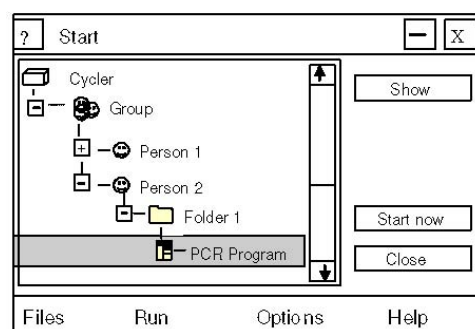 ? Start X
Cycler
Show
Group
Person 1
Person 2
Folder 1
Start now
PCR Program
Close
Files Run Options Help